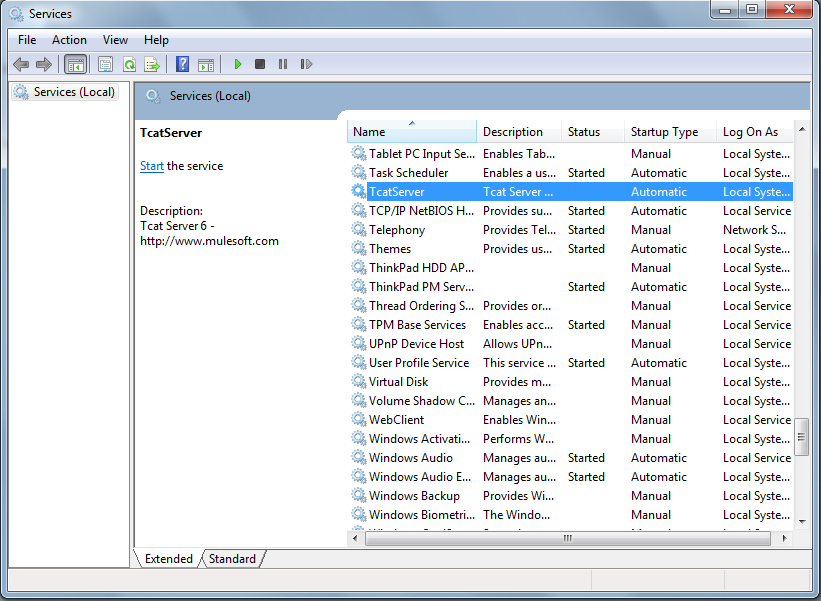 Services
File Action View Help
Services (Local)
Services (Local)
TcatServer
Start the service
Description:
Tcat Server 6 -
http://www.mulesoft.com
Name Description Status Startup Type Log On As
Tablet PC Input Se... Enables Tab... Manual Local Syste...
Task Scheduler Enables a us... Started Automatic Local Syste...
TcatServer Tcat Server ... Automatic Local Syste...
TCP/IP NetBIOS H... Provides su... Started Automatic Local Service
Telephony Provides Tel... Started Manual Network S...
Themes Provides us... Started Automatic Local Syste...
ThinkPad HDD AP... Manual Local Syste...
ThinkPad PM Serv... Started Automatic Local Syste...
Thread Ordering S... Provides or... Manual Local Service
TPM Base Services Enables acc... Started Manual Local Service
UPnP Device Host Allows UPn... Manual Local Service
User Profile Service This service ... Started Automatic Local Syste...
Virtual Disk Provides m... Manual Local Syste...
Volume Shadow C... Manages an... Manual Local Syste...
WebClient Enables Win... Manual Local Service
Windows Activati... Performs W... Manual Local Syste...
Windows Audio Manages au... Started Automatic Local Service
Windows Audio E... Manages au... Started Automatic Local Syste...
Windows Backup Provides Wi... Manual Local Syste...
Windows Biometri... The Windo... Manual Local Syste...
Extended Standard